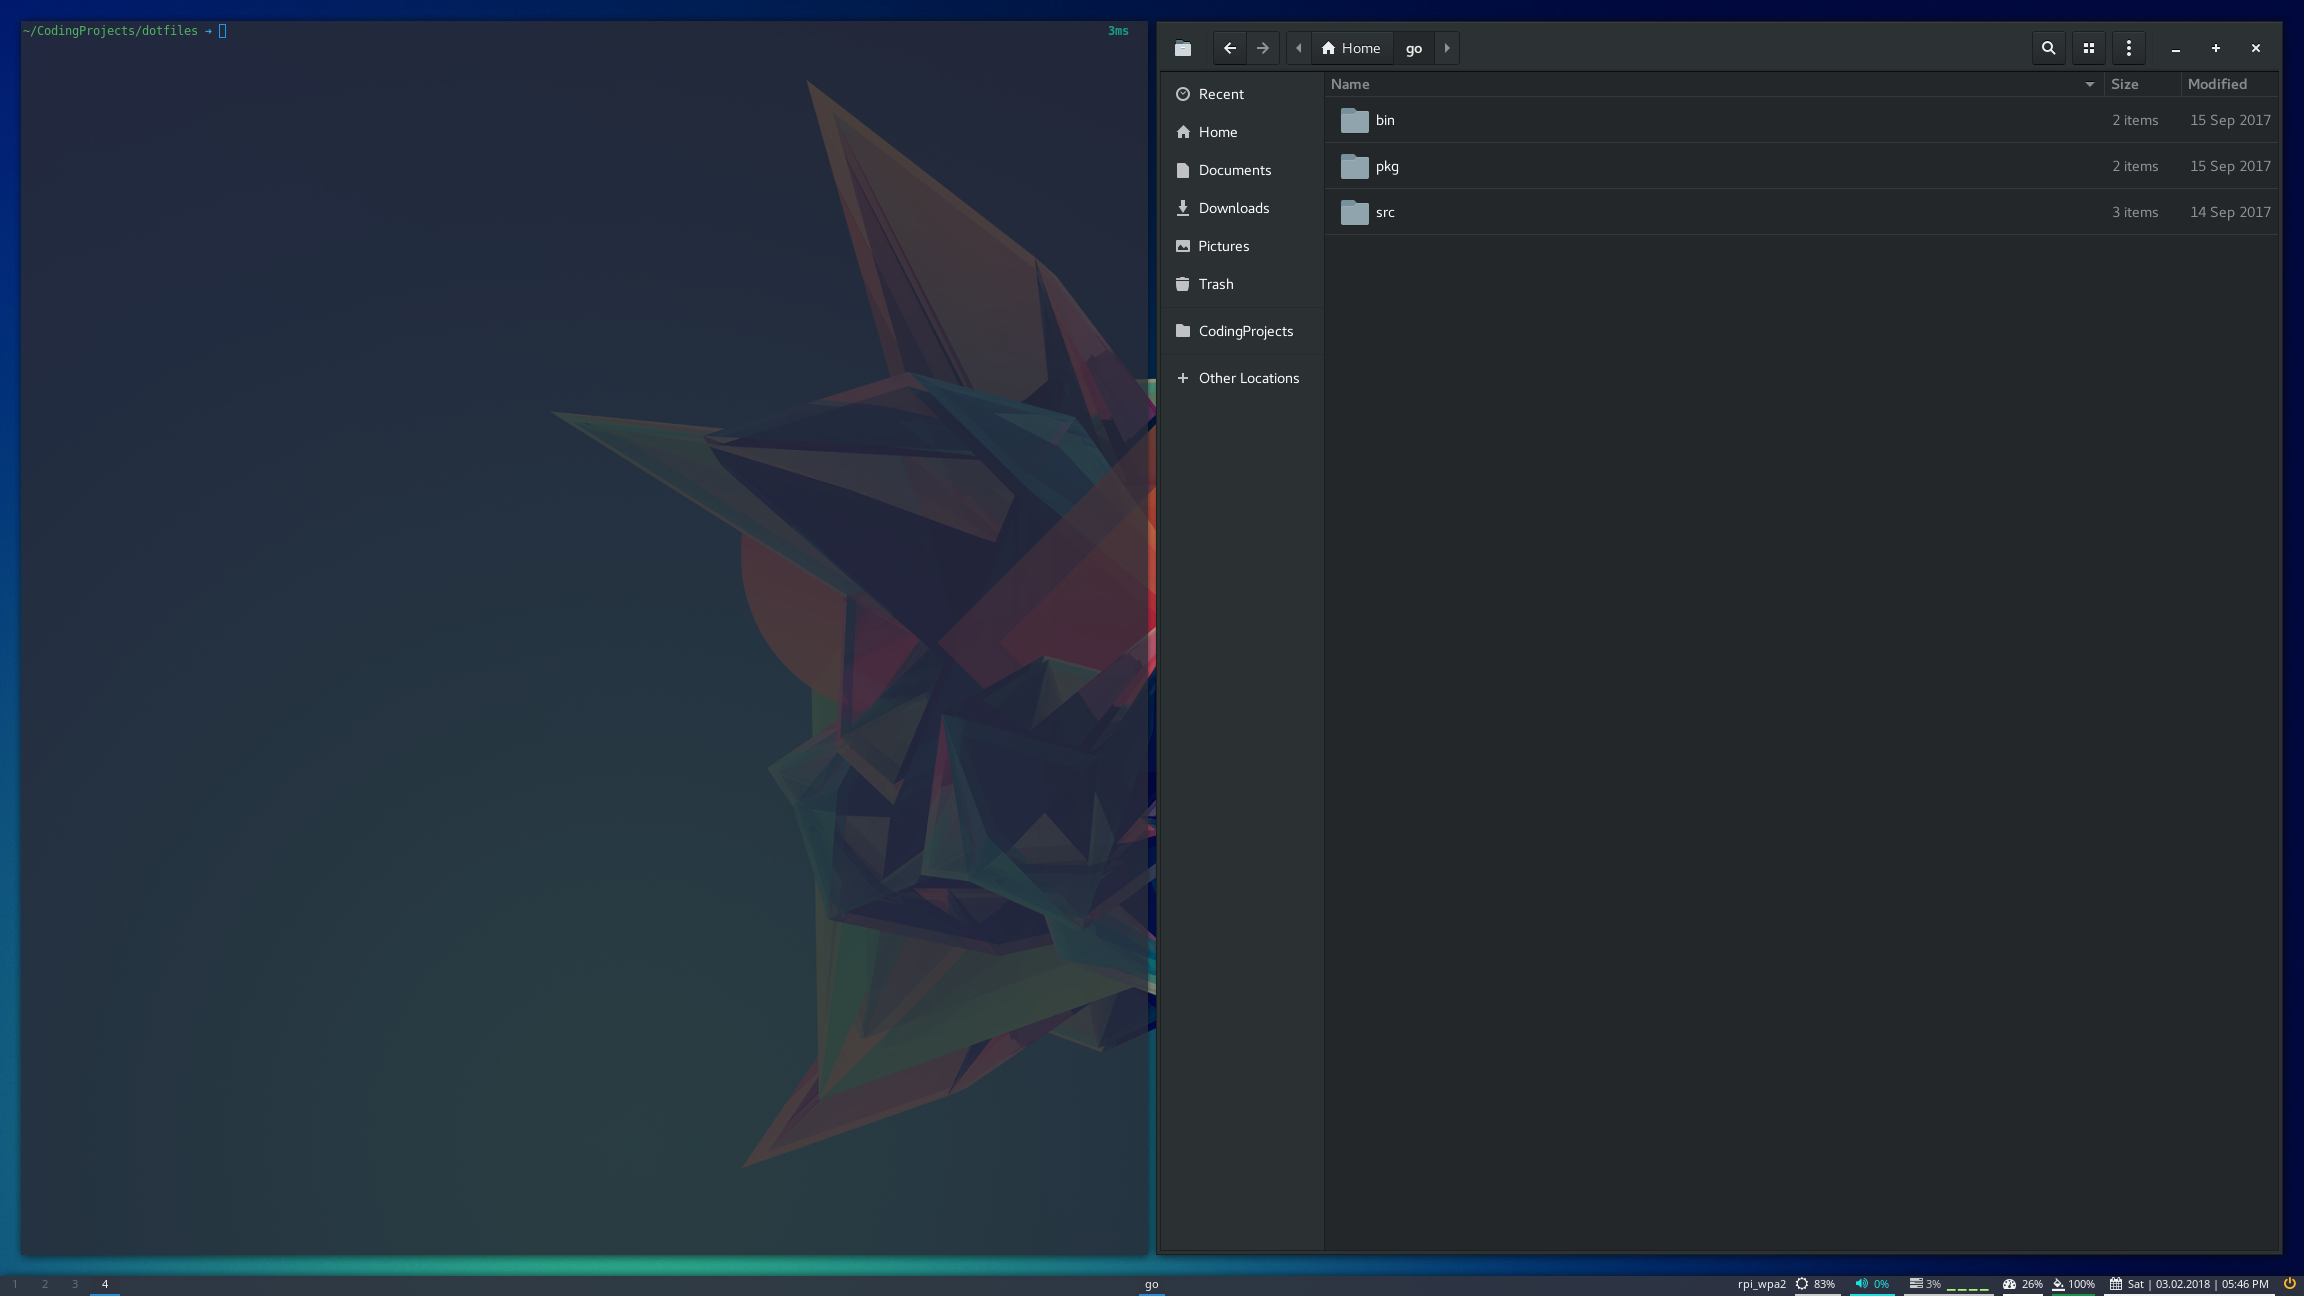 ~/CodingProjects/dotfiles ➜
3ms
Home
go
Recent
Home
Documents
Downloads
Pictures
Trash
CodingProjects
Other Locations
Name Size Modified
bin 2 items 15 Sep 2017
pkg 2 items 15 Sep 2017
src 3 items 14 Sep 2017
1 2 3 4
go
rpi_wpa2 83% 0% 3% 26% 100% Sat | 03.02.2018 | 05:46 PM